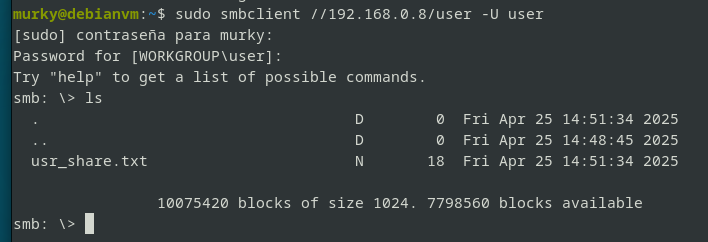 murky@debianvm:~$ sudo smbclient //192.168.0.8/user -U user
[sudo] contraseña para murky:
Password for [WORKGROUP\user]:
Try "help" to get a list of possible commands.
smb: \> ls
  .                                   D        0  Fri Apr 25 14:51:34 2025
  ..                                  D        0  Fri Apr 25 14:48:45 2025
  usr_share.txt                       N       18  Fri Apr 25 14:51:34 2025
                10075420 blocks of size 1024. 7798560 blocks available
smb: \>